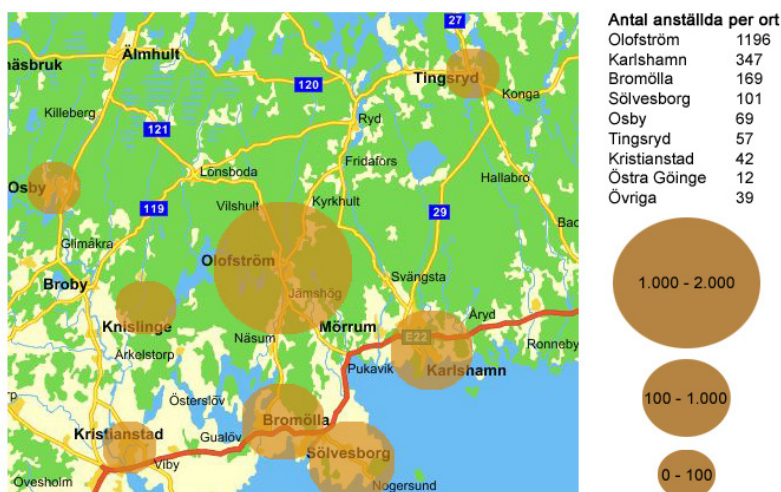 27
Älmhult
näsbruk
120
Tingsryd
Killeberg
Konga
121
Ryd
Fridafors
Lönsboda
Osby
Hallabro
119
Vilshult
Kyrkhult
29
Glimåkra
Olofström
Svängsta
Broby
Jämshög
Knislinge
Mörrum
Åryd
E22
Näsum
Ronneby
Arkelstorp
Pukavik
Karlshamn
Österslöv
Bromölla
Kristianstad
Gualöv
Sölvesborg
Viby
Ovesholm
Nogersund
Antal anställda per ort
Olofström 1196
Karlshamn 347
Bromölla 169
Sölvesborg 101
Osby 69
Tingsryd 57
Kristianstad 42
Östra Göinge 12
Övriga 39
1.000 - 2.000
100 - 1.000
0 - 100